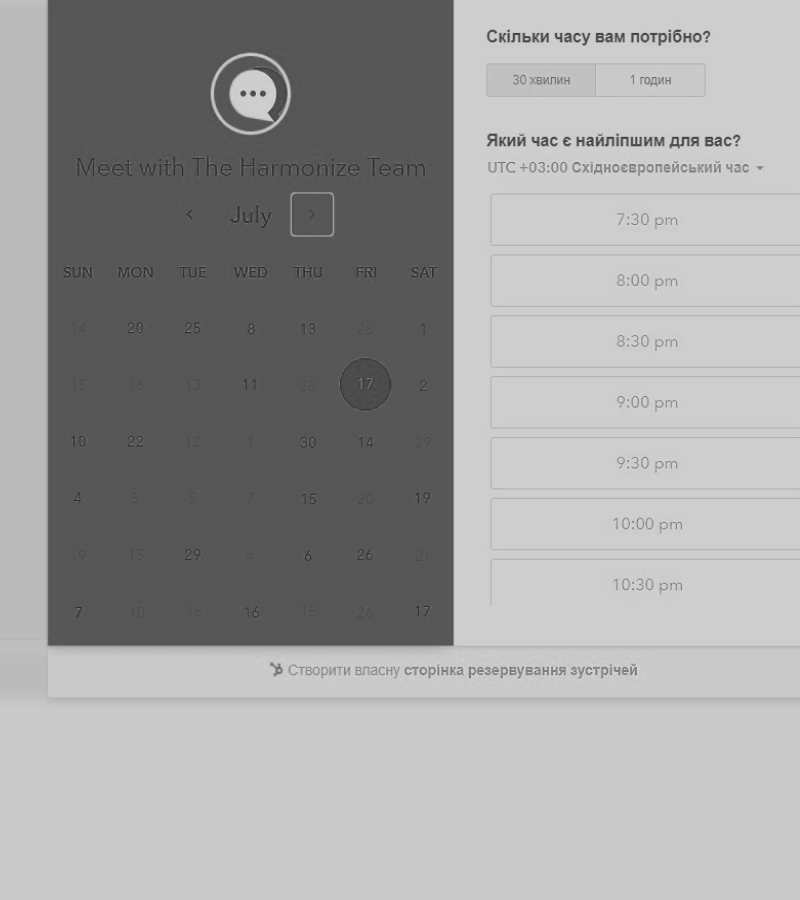 Meet with The Harmonize Team
July
SUN MON TUE WED THU FRI SAT
14 20 25 8 13 28 1
15 16 13 11 26 17 2
10 22 12 1 30 14 29
4 5 5 7 15 20 19
19 15 29 4 6 26 21
7 10 16 16 15 26 17
Скільки часу вам потрібно?
30 хвилин 1 годин
Який час є найліпшим для вас?
UTC +03:00 Східноєвропейський час
7:30 pm
8:00 pm
8:30 pm
9:00 pm
9:30 pm
10:00 pm
10:30 pm
Створити власну сторінка резервування зустрічей